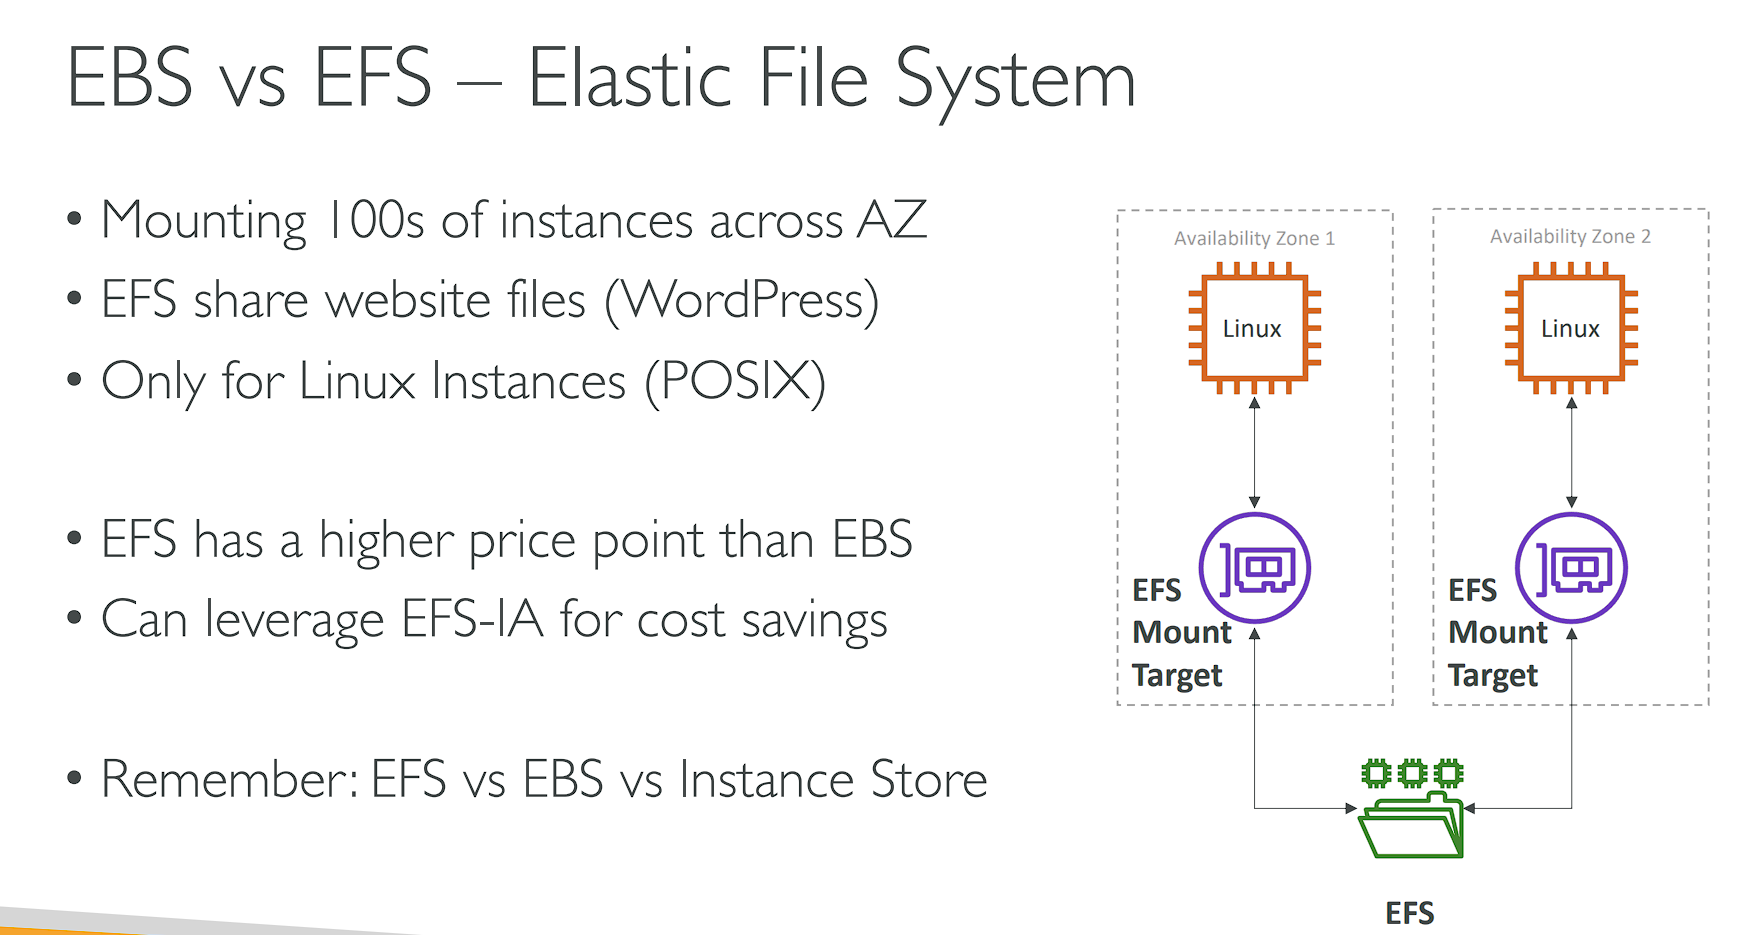 EBS vs EFS – Elastic File System
• Mounting 100s of instances across AZ
• EFS share website files (WordPress)
• Only for Linux Instances (POSIX)
• EFS has a higher price point than EBS
• Can leverage EFS-IA for cost savings
• Remember: EFS vs EBS vs Instance Store
Availability Zone 1
Linux
EFS
Mount
Target
Availability Zone 2
Linux
EFS
Mount
Target
EFS